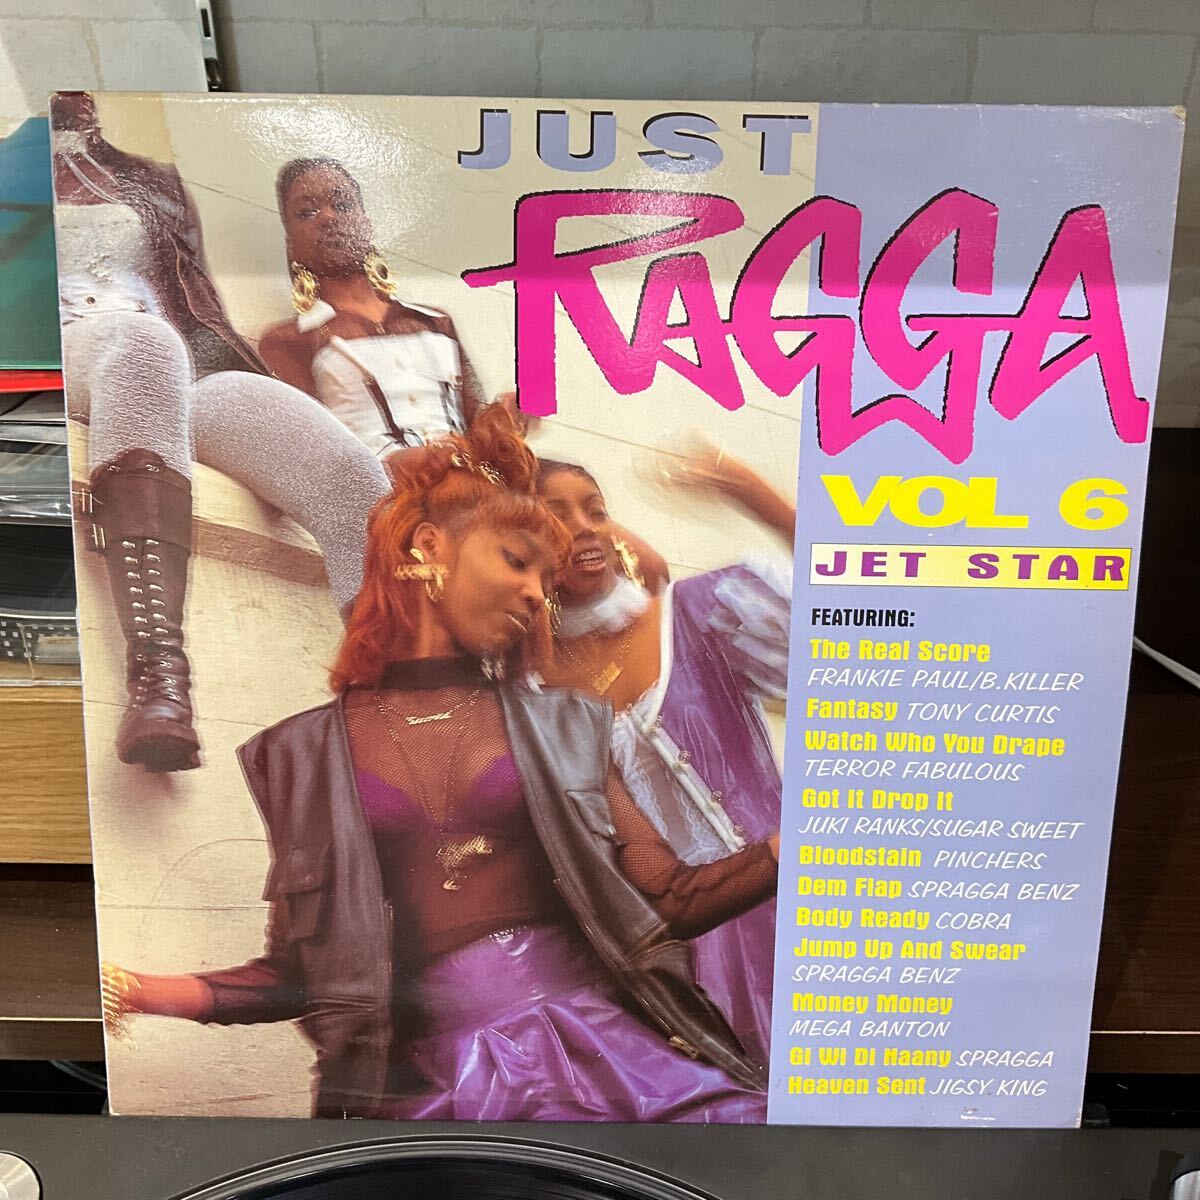 JUST
RAGGA
VOL 6
JET STAR
FEATURING:
The Real Score
FRANKIE PAUL/B.KILLER
Fantasy TONY CURTIS
Watch Who You Drape
TERROR FABULOUS
Got It Drop It
JUKI RANKS/SUGAR SWEET
Bloodstain PINCHERS
Dem Flap SPRAGGA BENZ
Body Ready COBRA
Jump Up And Swear
SPRAGGA BENZ
Money Money
MEGA BANTON
Gi Wi Di Naany SPRAGGA
Heaven Sent JIGSY KING